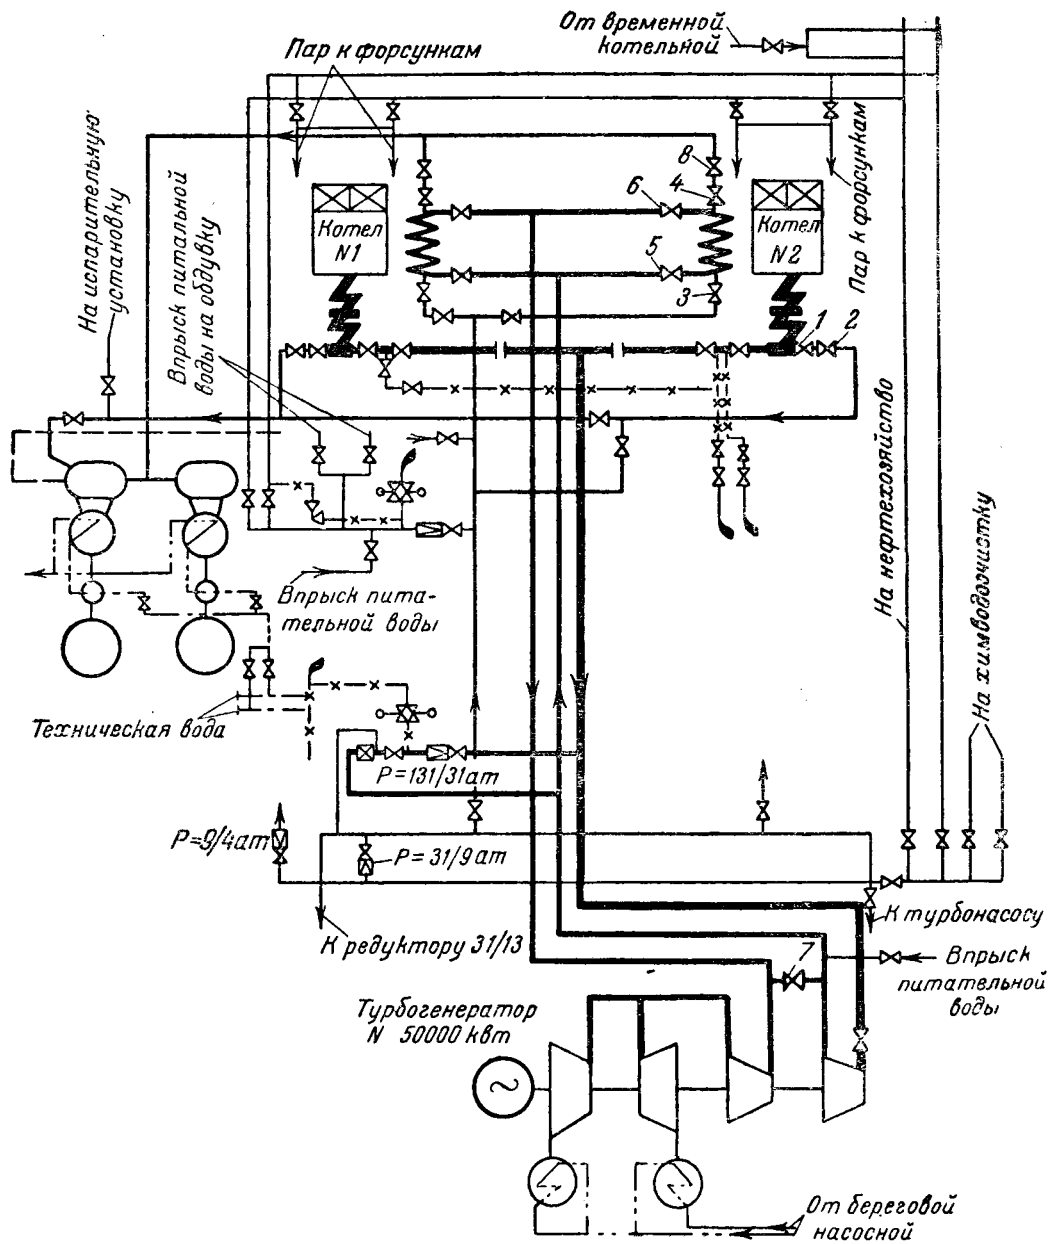 От временной
котельной
Пар к форсункам
На испарительную
установку
Впрыск питальной
воды на обдувку
Котел
N1
8
4
6
5
3
Котел
N2
Пар к форсункам
1
2
На нефтехозяйство
На химводоочистку
Впрыск пита-
тельной воды
Техническая вода
P=131/31ат
P=9/4ат
P=31/9ат
К редуктору 31/13
К турбонасосу
7
Впрыск
питательной
воды
Турбогенератор
N 50000 квт
~
От береговой
насосной